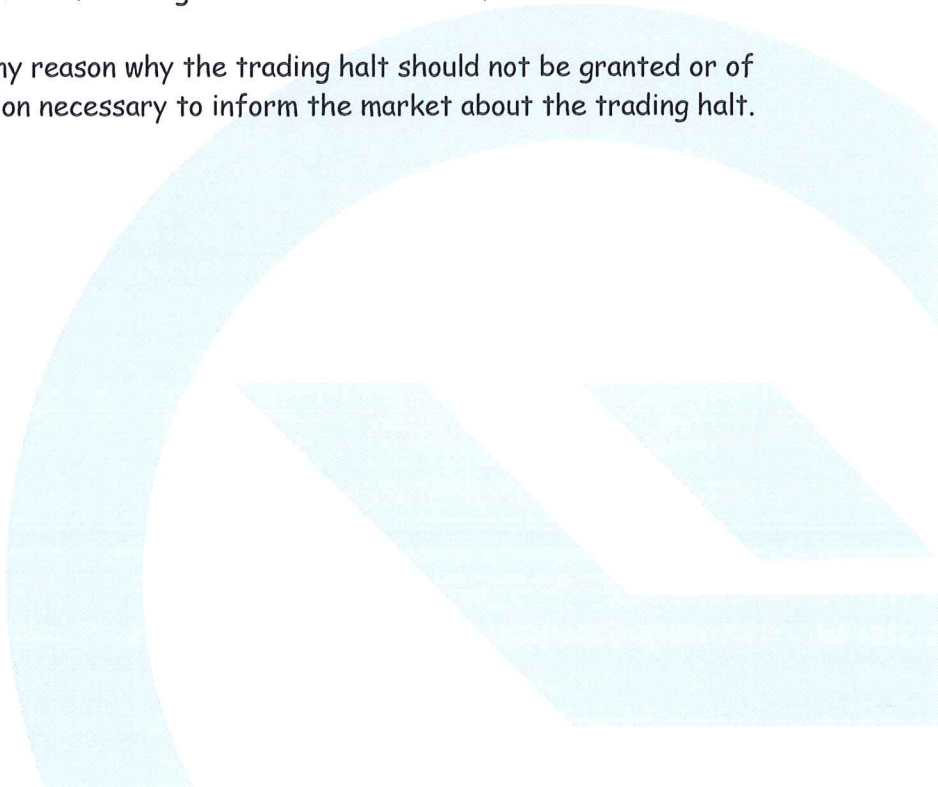 ny reason why the trading halt should not be granted or of
on necessary to inform the market about the trading halt.